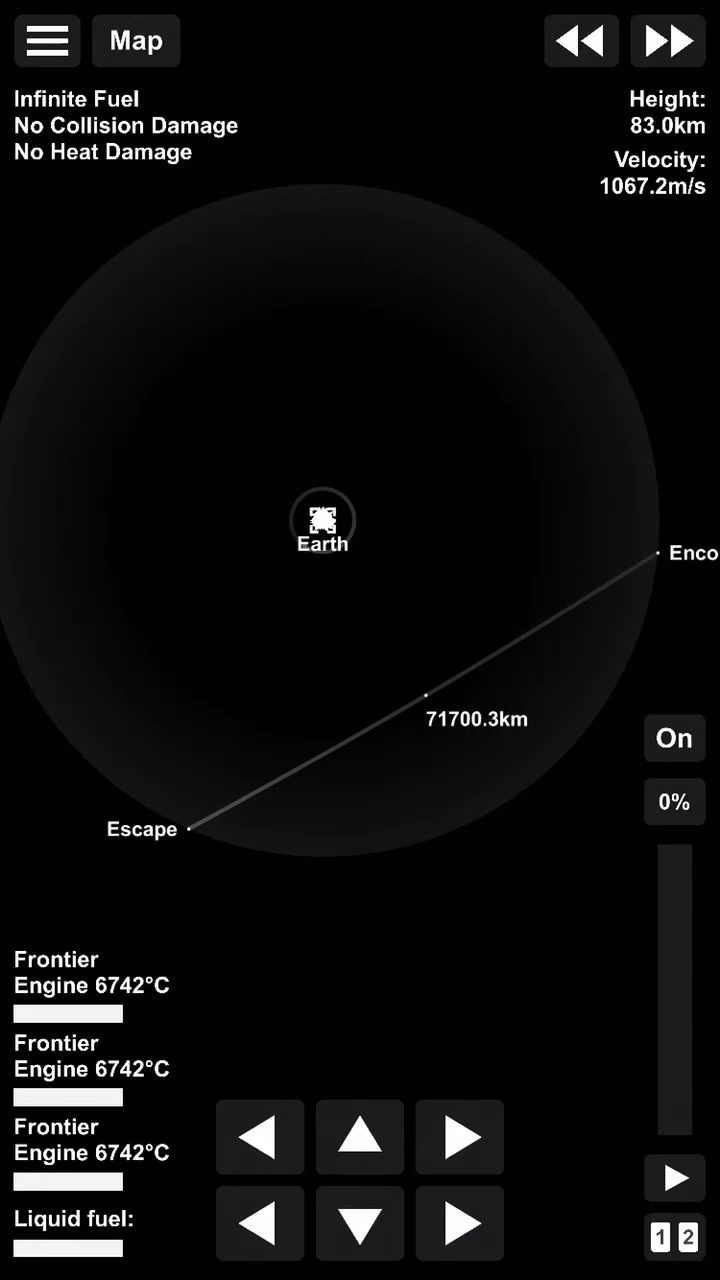 Map
Infinite Fuel
No Collision Damage
No Heat Damage
Height:
83.0km
Velocity:
1067.2m/s
Earth
Enco
71700.3km
Escape
On
0%
Frontier
Engine 6742°C
Frontier
Engine 6742°C
Frontier
Engine 6742°C
Liquid fuel:
1 2